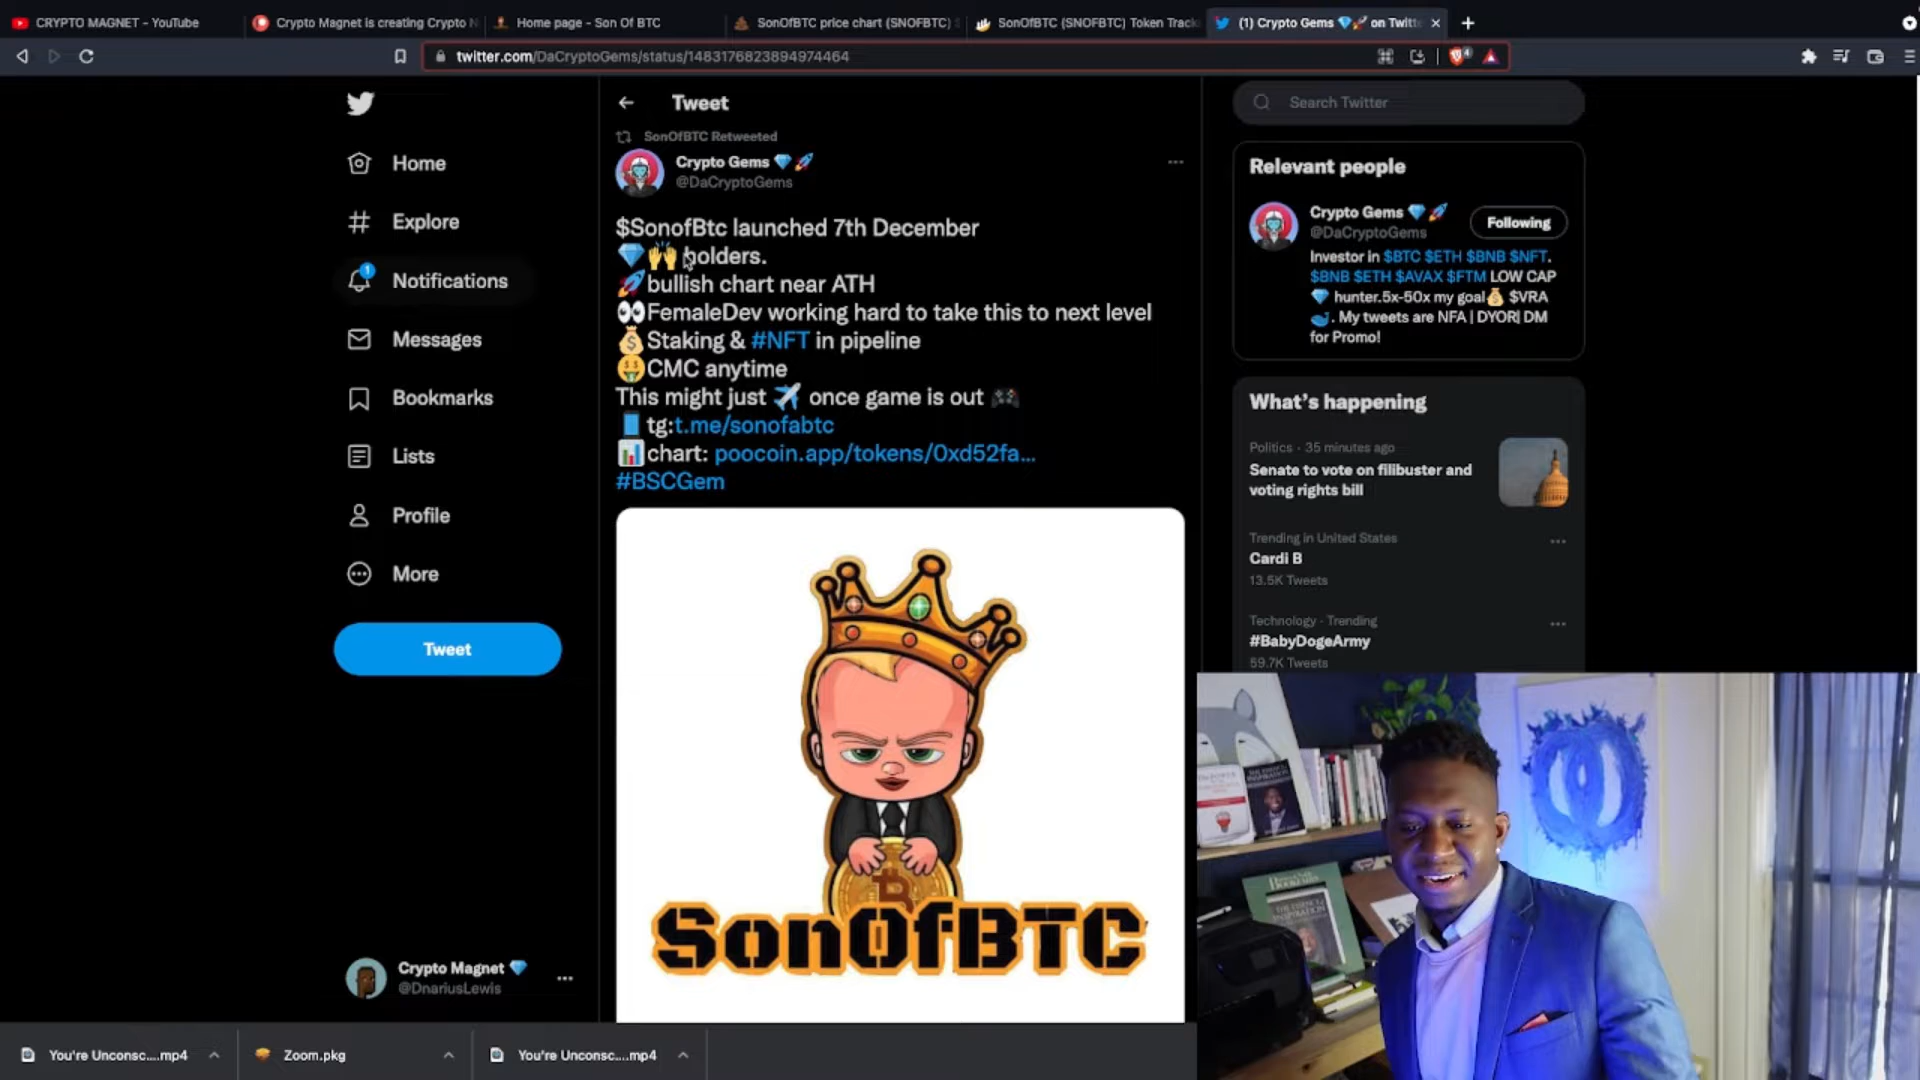 CRYPTO MAGNET - YouTube
Crypto Magnet is creating Crypto N
Home page - Son Of BTC
SonOfBTC price chart (SNOFBTC)
SonOfBTC (SNOFBTC) Token Track
(1) Crypto Gems 💎🚀 on Twitte
twitter.com/DaCryptoGems/status/1483176823894974464
Home
Explore
1
Notifications
Messages
Bookmarks
Lists
Profile
More
Tweet
Crypto Magnet 💎
@DnariusLewis
Tweet
SonOfBTC Retweeted
Crypto Gems 💎🚀
@DaCryptoGems
$SonofBtc launched 7th December
💎🙌 holders.
🚀bullish chart near ATH
👀FemaleDev working hard to take this to next level
💰Staking & #NFT in pipeline
🤑CMC anytime
This might just ✈️ once game is out 🎮
📱tg:t.me/sonofabtc
📊chart: poocoin.app/tokens/0xd52fa...
#BSCGem
SonOfBTC
Search Twitter
Relevant people
Crypto Gems 💎🚀
@DaCryptoGems
Following
Investor in $BTC $ETH $BNB $NFT.
$BNB $ETH $AVAX $FTM LOW CAP
💎 hunter.5x-50x my goal💰 $VRA
🐳. My tweets are NFA | DYOR| DM
for Promo!
What's happening
Politics · 35 minutes ago
Senate to vote on filibuster and
voting rights bill
Trending in United States
Cardi B
13.5K Tweets
Technology · Trending
#BabyDogeArmy
59.7K Tweets
You're Unconsc....mp4
Zoom.pkg
You're Unconsc....mp4